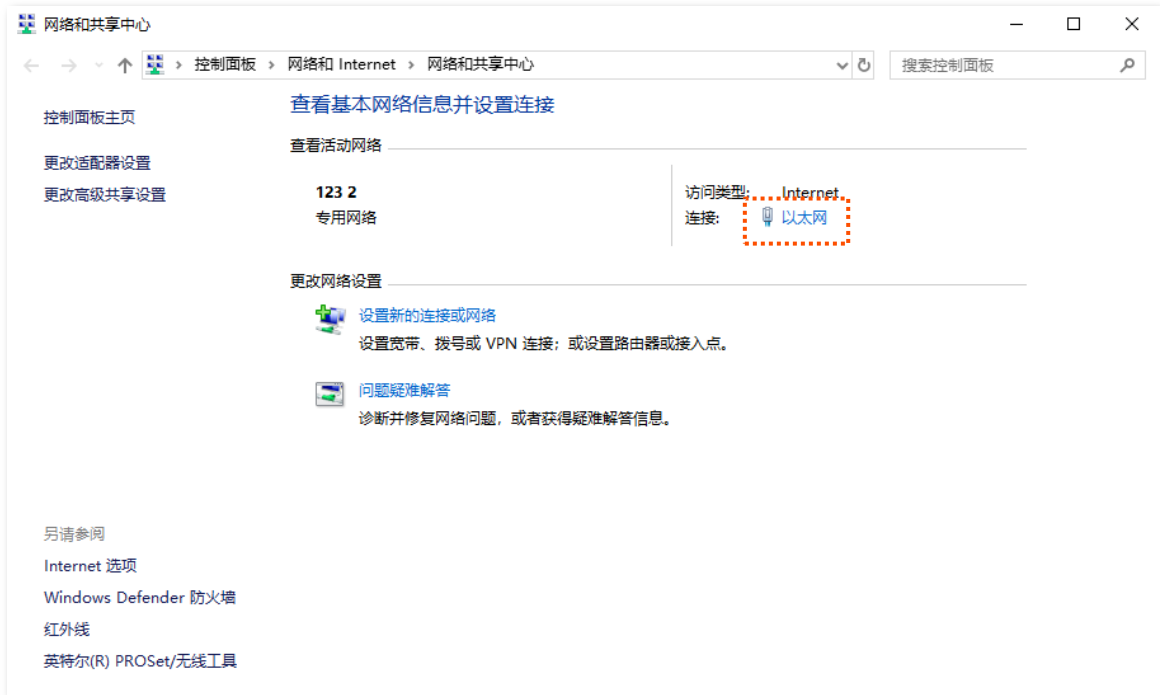 网络和共享中心
控制面板 > 网络和 Internet > 网络和共享中心
搜索控制面板
控制面板主页
更改适配器设置
更改高级共享设置
查看基本网络信息并设置连接
查看活动网络
123 2
专用网络
访问类型: Internet
连接: 以太网
更改网络设置
设置新的连接或网络
设置宽带、拨号或 VPN 连接；或设置路由器或接入点。
问题疑难解答
诊断并修复网络问题，或者获得疑难解答信息。
另请参阅
Internet 选项
Windows Defender 防火墙
红外线
英特尔(R) PROSet/无线工具